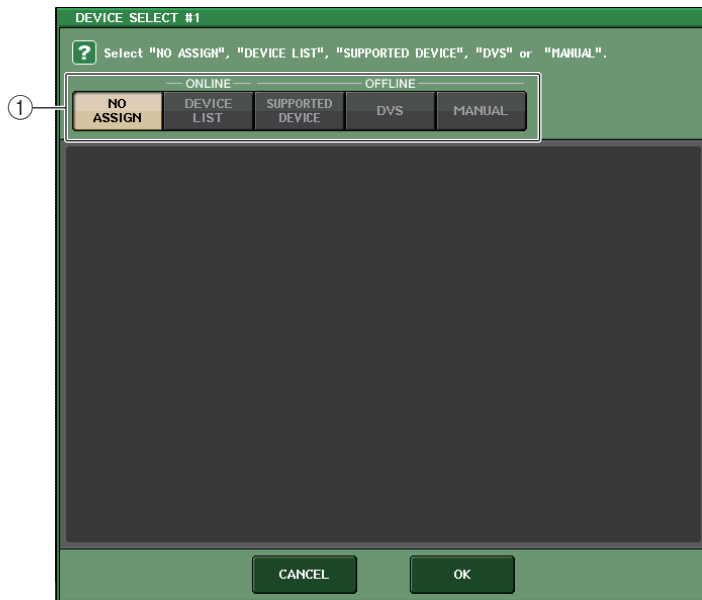 DEVICE SELECT #1
? Select "NO ASSIGN", "DEVICE LIST", "SUPPORTED DEVICE", "DVS" or "MANUAL".
ONLINE OFFLINE
① NO ASSIGN DEVICE LIST SUPPORTED DEVICE DVS MANUAL
CANCEL OK